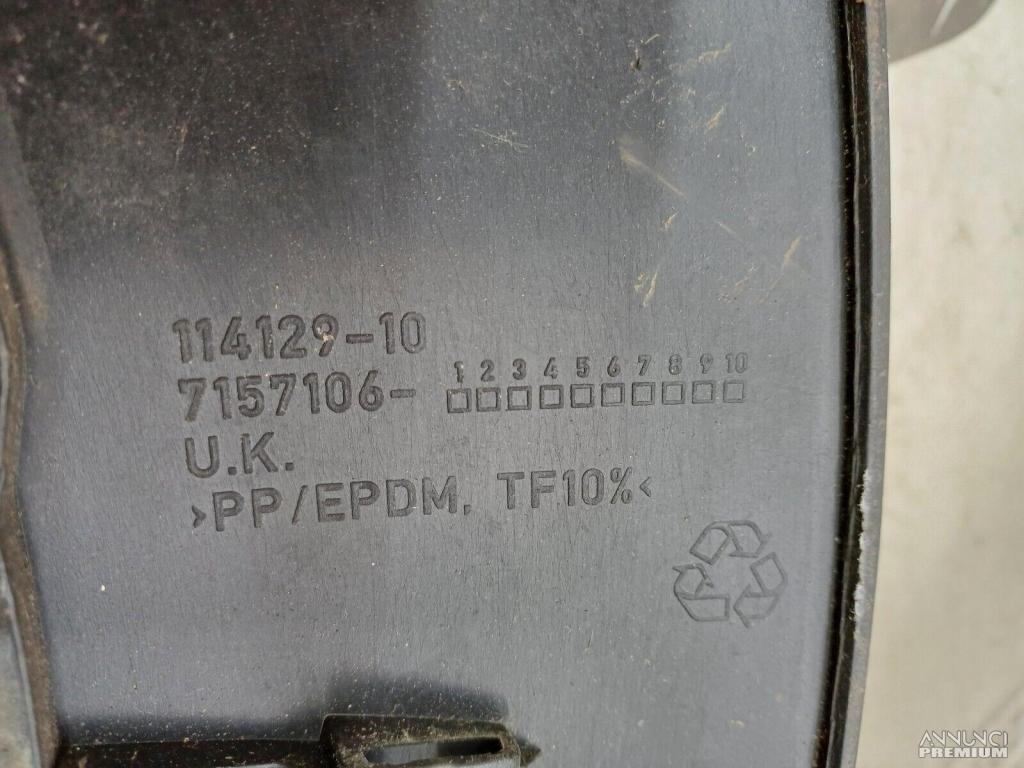 114129-10
7157106- 1 2 3 4 5 6 7 8 9 10
U.K.
>PP/EPDM. TF10%<
ANNUNCI
PREMIUM